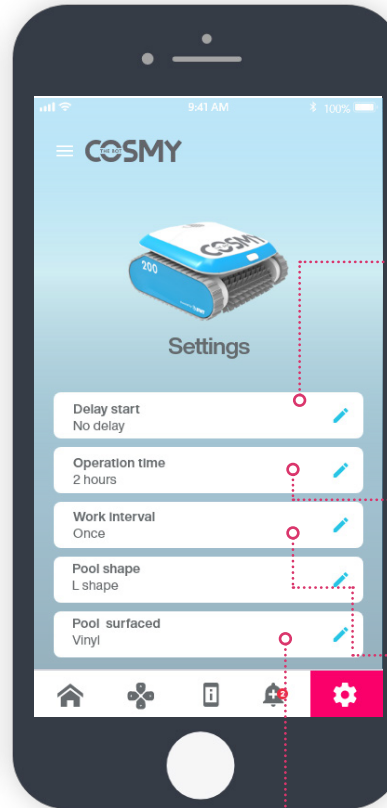 9:41 AM
100%
COSMY
THE BOT
COSMY
200
Settings
Delay start
No delay
Operation time
2 hours
Work Interval
Once
Pool shape
L shape
Pool surfaced
Vinyl
2